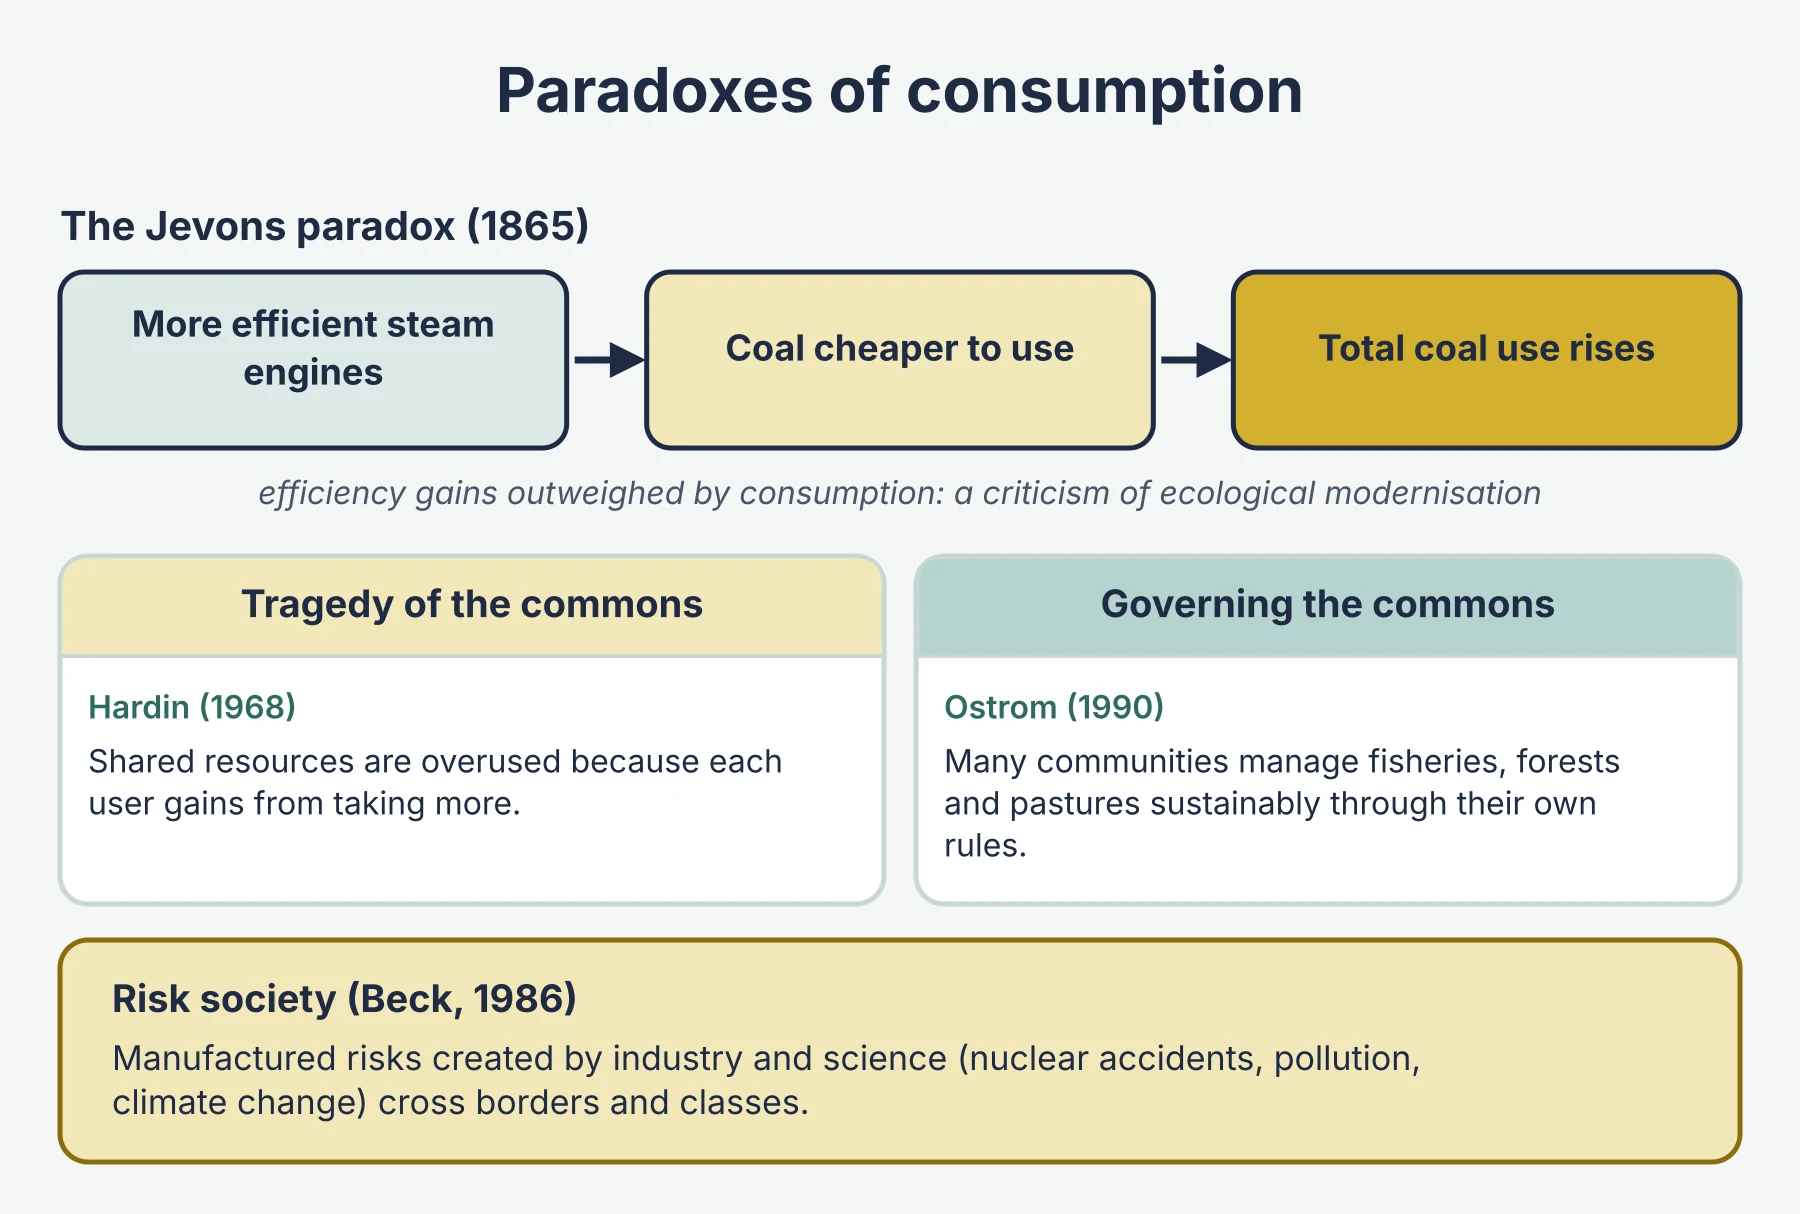 Paradoxes of consumption
The Jevons paradox (1865)
More efficient steam
engines
Coal cheaper to use
Total coal use rises
efficiency gains outweighed by consumption: a criticism of ecological modernisation
Tragedy of the commons
Hardin (1968)
Shared resources are overused because each
user gains from taking more.
Governing the commons
Ostrom (1990)
Many communities manage fisheries, forests
and pastures sustainably through their own
rules.
Risk society (Beck, 1986)
Manufactured risks created by industry and science (nuclear accidents, pollution,
climate change) cross borders and classes.